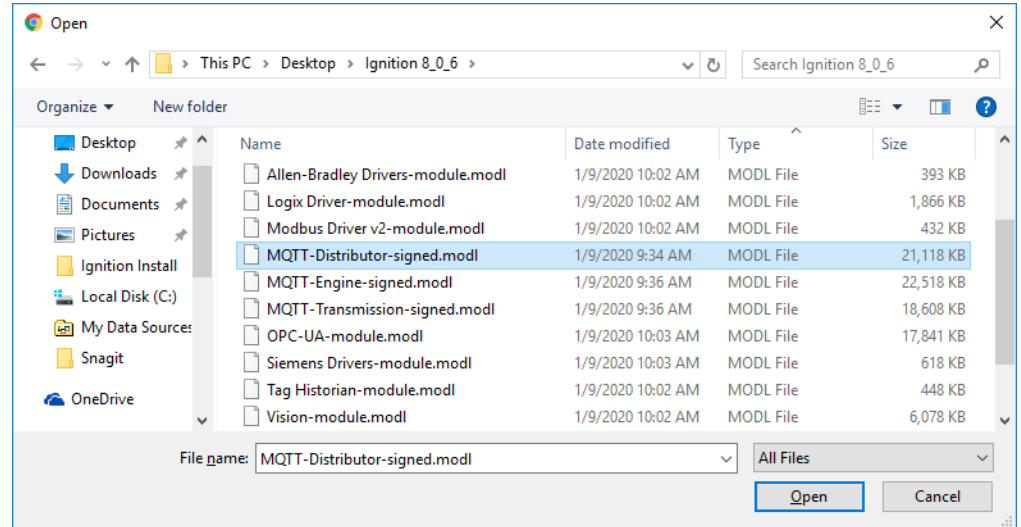 Open
This PC > Desktop > Ignition 8_0_6 >
Search Ignition 8_0_6
Organize
New folder
Desktop
Downloads
Documents
Pictures
Ignition Install
Local Disk (C:)
My Data Sources
Snagit
OneDrive
Name Date modified Type Size
Allen-Bradley Drivers-module.modl 1/9/2020 10:02 AM MODL File 393 KB
Logix Driver-module.modl 1/9/2020 10:02 AM MODL File 1,866 KB
Modbus Driver v2-module.modl 1/9/2020 10:02 AM MODL File 432 KB
MQTT-Distributor-signed.modl 1/9/2020 9:34 AM MODL File 21,118 KB
MQTT-Engine-signed.modl 1/9/2020 9:36 AM MODL File 22,518 KB
MQTT-Transmission-signed.modl 1/9/2020 9:36 AM MODL File 18,608 KB
OPC-UA-module.modl 1/9/2020 10:03 AM MODL File 17,841 KB
Siemens Drivers-module.modl 1/9/2020 10:03 AM MODL File 618 KB
Tag Historian-module.modl 1/9/2020 10:02 AM MODL File 448 KB
Vision-module.modl 1/9/2020 10:02 AM MODL File 6,078 KB
File name: MQTT-Distributor-signed.modl
All Files
Open
Cancel